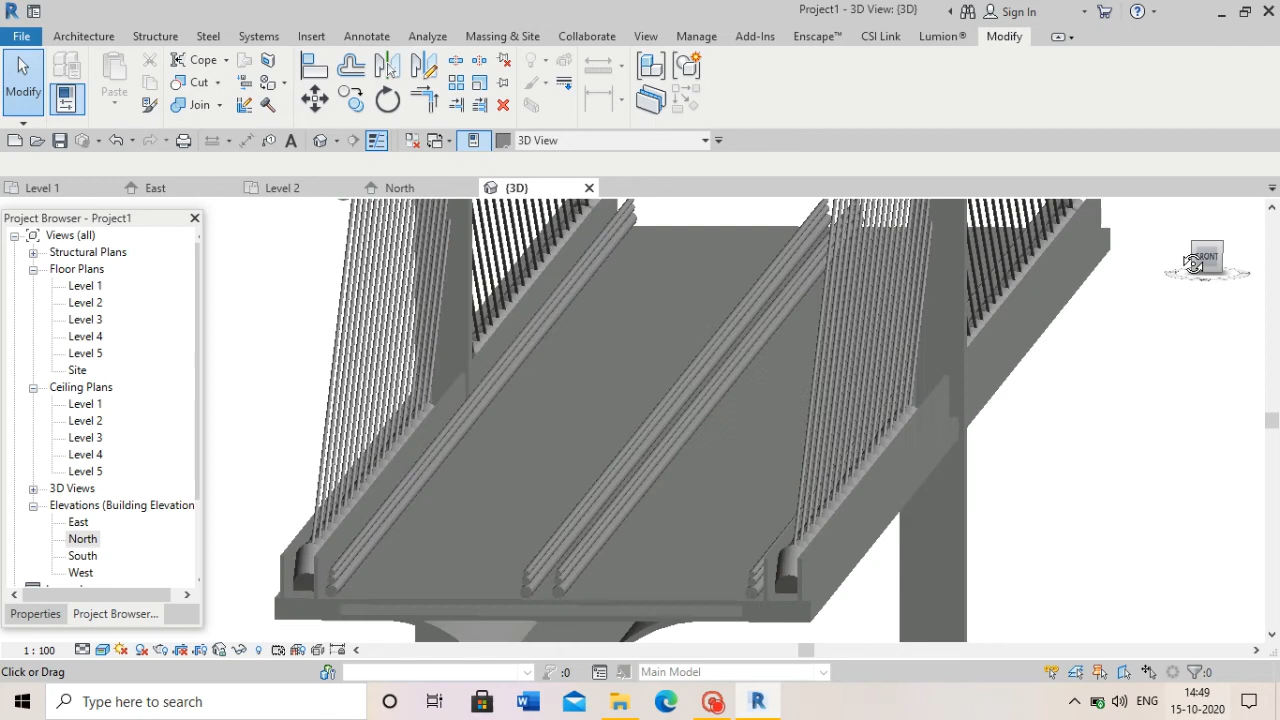 Project1 - 3D View: {3D}
Sign In
File Architecture Structure Steel Systems Insert Annotate Analyze Massing & Site Collaborate View Manage Add-Ins Enscape™ CSI Link Lumion® Modify
Modify
Paste
Cope
Cut
Join
3D View
Level 1
East
Level 2
North
{3D}
Project Browser - Project1
Views (all)
Structural Plans
Floor Plans
Level 1
Level 2
Level 3
Level 4
Level 5
Site
Ceiling Plans
Level 1
Level 2
Level 3
Level 4
Level 5
3D Views
Elevations (Building Elevation
East
North
South
West
Properties Project Browser...
FRONT
1 : 100
Click or Drag
:0
Main Model
:0
Type here to search
ENG
14:49
15-10-2020